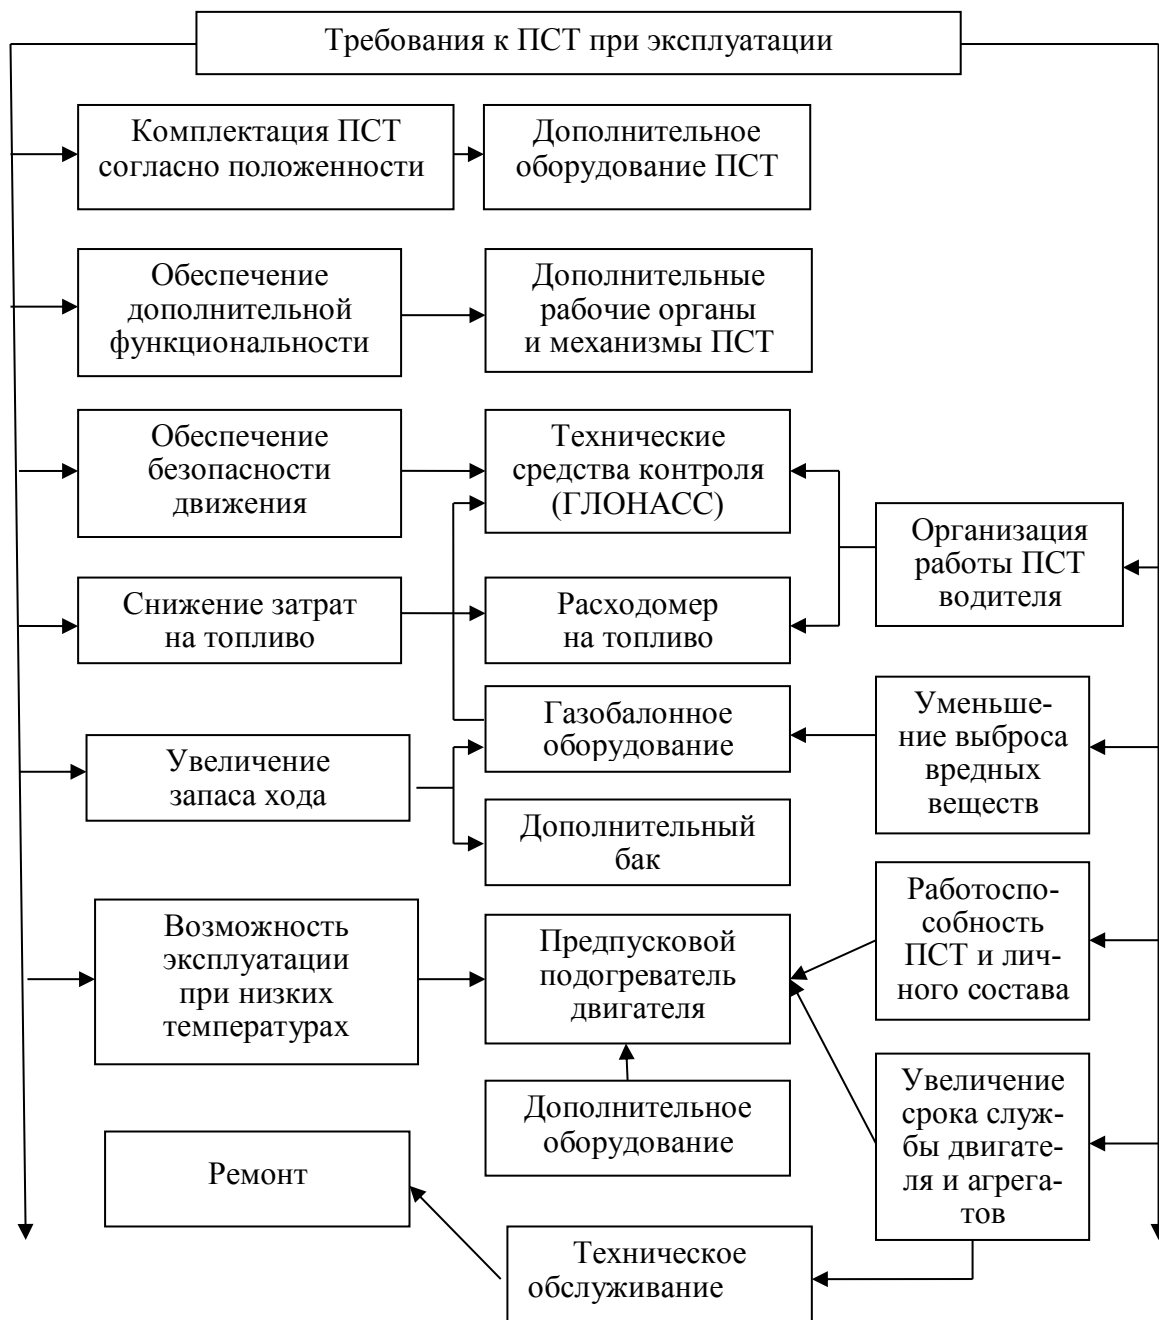 Требования к ПСТ при эксплуатации
Комплектация ПСТ
согласно положенности
Дополнительное
оборудование ПСТ
Обеспечение
дополнительной
функциональности
Дополнительные
рабочие органы
и механизмы ПСТ
Обеспечение
безопасности
движения
Технические
средства контроля
(ГЛОНАСС)
Организация
работы ПСТ
водителя
Снижение затрат
на топливо
Расходомер
на топливо
Газобалонное
оборудование
Уменьше-
ние выброса
вредных
веществ
Увеличение
запаса хода
Дополнительный
бак
Работоспо-
собность
ПСТ и лич-
ного состава
Возможность
эксплуатации
при низких
температурах
Предпусковой
подогреватель
двигателя
Дополнительное
оборудование
Увеличение
срока служ-
бы двигате-
ля и агрега-
тов
Ремонт
Техническое
обслуживание